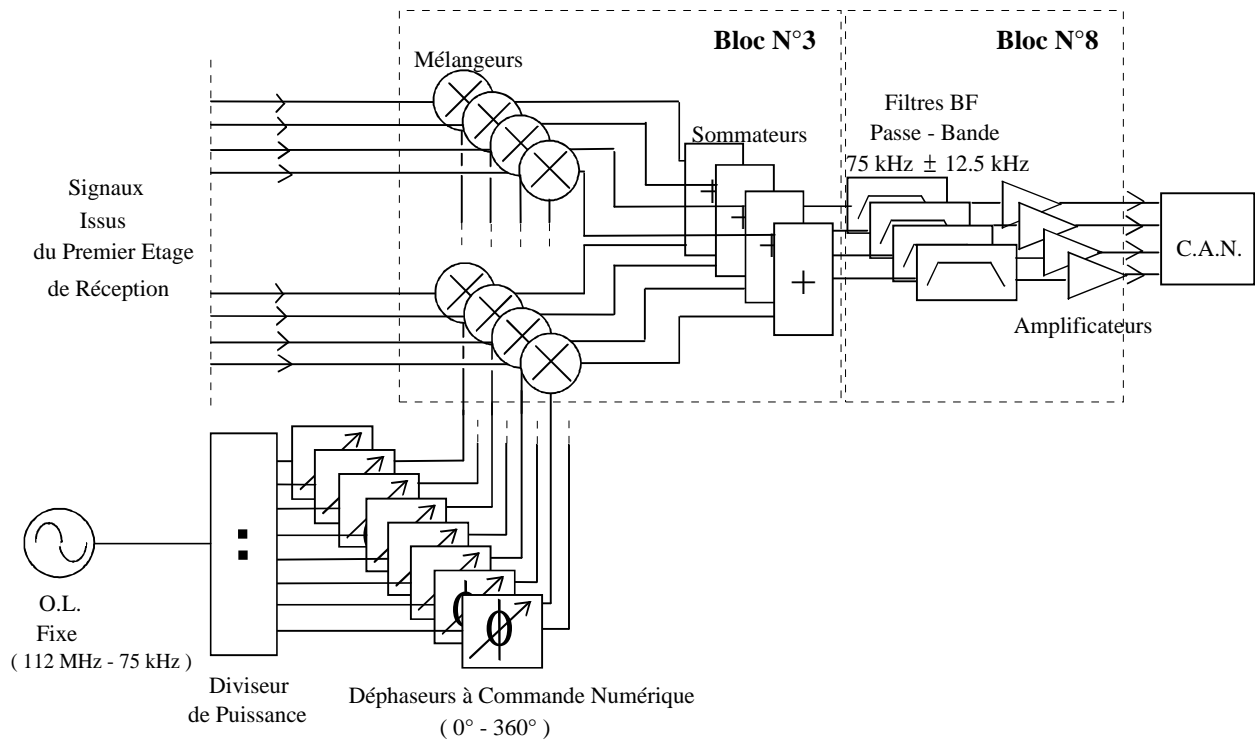 Bloc N°3
Bloc N°8
Mélangeurs
Filtres BF
Passe - Bande
75 kHz ± 12.5 kHz
Sommateurs
Signaux
Issus
du Premier Etage
de Réception
+
+
+
+
C.A.N.
Amplificateurs
:
O.L.
Fixe
( 112 MHz - 75 kHz )
ϕ
ϕ
Diviseur
de Puissance
Déphaseurs à Commande Numérique
( 0° - 360° )